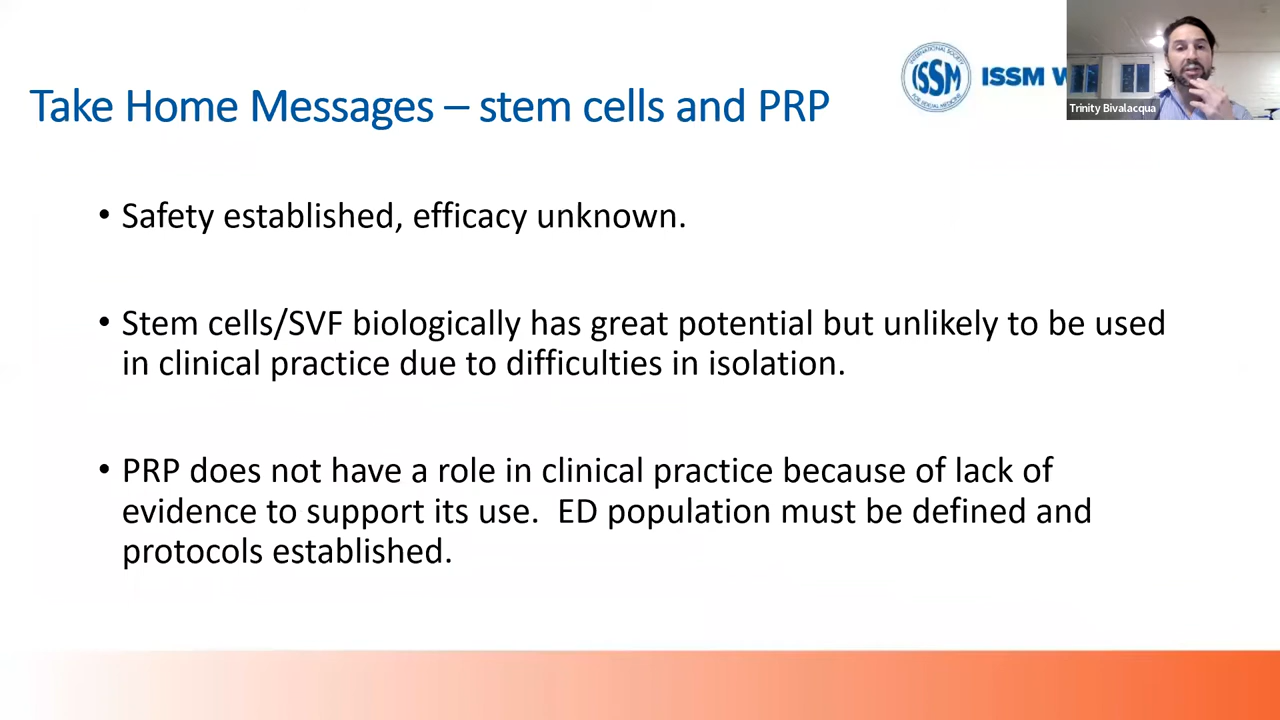 Take Home Messages – stem cells and PRP
ISSM
ISSM W
Trinity Bivalacqua
• Safety established, efficacy unknown.
• Stem cells/SVF biologically has great potential but unlikely to be used
in clinical practice due to difficulties in isolation.
• PRP does not have a role in clinical practice because of lack of
evidence to support its use.  ED population must be defined and
protocols established.